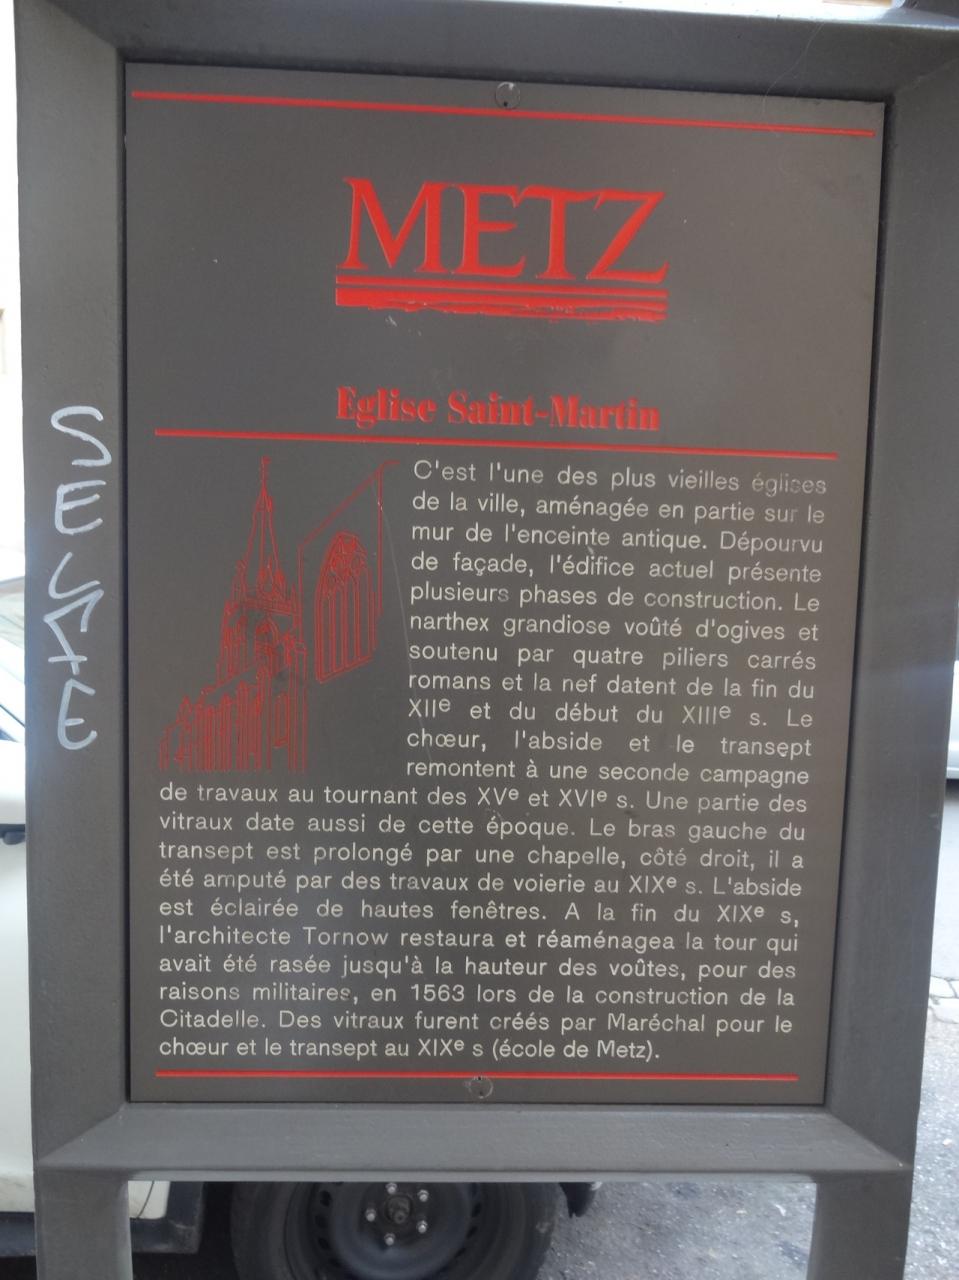 METZ
Eglise Saint-Martin
C'est l'une des plus vieilles églises
de la ville, aménagée en partie sur le
mur de l'enceinte antique. Dépourvu
de façade, l'édifice actuel présente
plusieurs phases de construction. Le
narthex grandiose voûté d'ogives et
soutenu par quatre piliers carrés
romans et la nef datent de la fin du
XIIe et du début du XIIIe s. Le
chœur, l'abside et le transept
remontent à une seconde campagne
de travaux au tournant des XVe et XVIe s. Une partie des
vitraux date aussi de cette époque. Le bras gauche du
transept est prolongé par une chapelle, côté droit, il a
été amputé par des travaux de voierie au XIXe s. L'abside
est éclairée de hautes fenêtres. A la fin du XIXe s,
l'architecte Tornow restaura et réaménagea la tour qui
avait été rasée jusqu'à la hauteur des voûtes, pour des
raisons militaires, en 1563 lors de la construction de la
Citadelle. Des vitraux furent créés par Maréchal pour le
chœur et le transept au XIXe s (école de Metz).